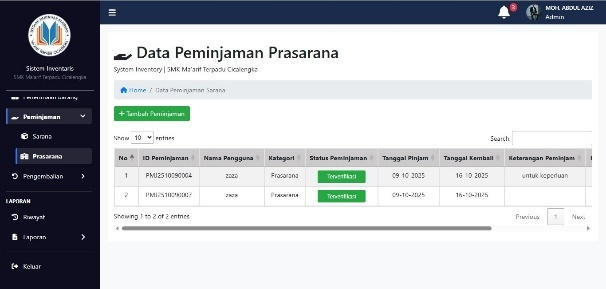 Sistem Inventaris
SMK Ma'arif Terpadu Cicalengka
Peminjaman
Sarana
Prasarana
Pengembalian
LAPORAN
Riwayat
Laporan
Keluar
3
MOH. ABDUL AZIZ
Admin
Data Peminjaman Prasarana
System Inventory | SMK Ma'arif Terpadu Cicalengka
Home / Data Peminjaman Sarana
+ Tambah Peminjaman
Show 10 entries
Search:
No ID Peminjaman Nama Pengguna Kategori Status Peminjaman Tanggal Pinjam Tanggal Kembali Keterangan Peminjam
1 PMJ2510090004 zaza Prasarana Terverifikasi 09-10-2025 16-10-2025 untuk keperluan
2 PMJ2510090007 zaza Prasarana Terverifikasi 09-10-2025 16-10-2025
Showing 1 to 2 of 2 entries
Previous 1 Next